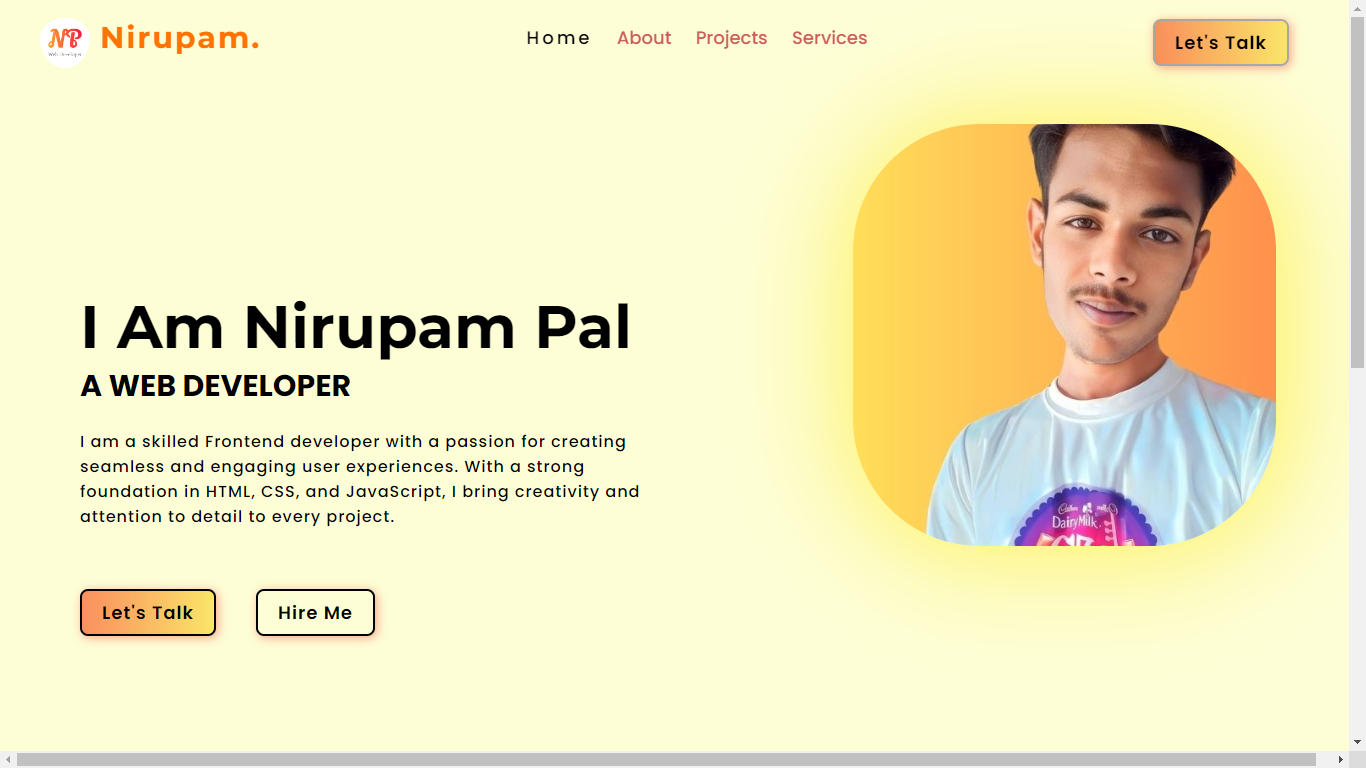 NP
Web Developer
Nirupam.
Home About Projects Services
Let's Talk
I Am Nirupam Pal
A WEB DEVELOPER
I am a skilled Frontend developer with a passion for creating
seamless and engaging user experiences. With a strong
foundation in HTML, CSS, and JavaScript, I bring creativity and
attention to detail to every project.
Let's Talk Hire Me
Dairy Milk